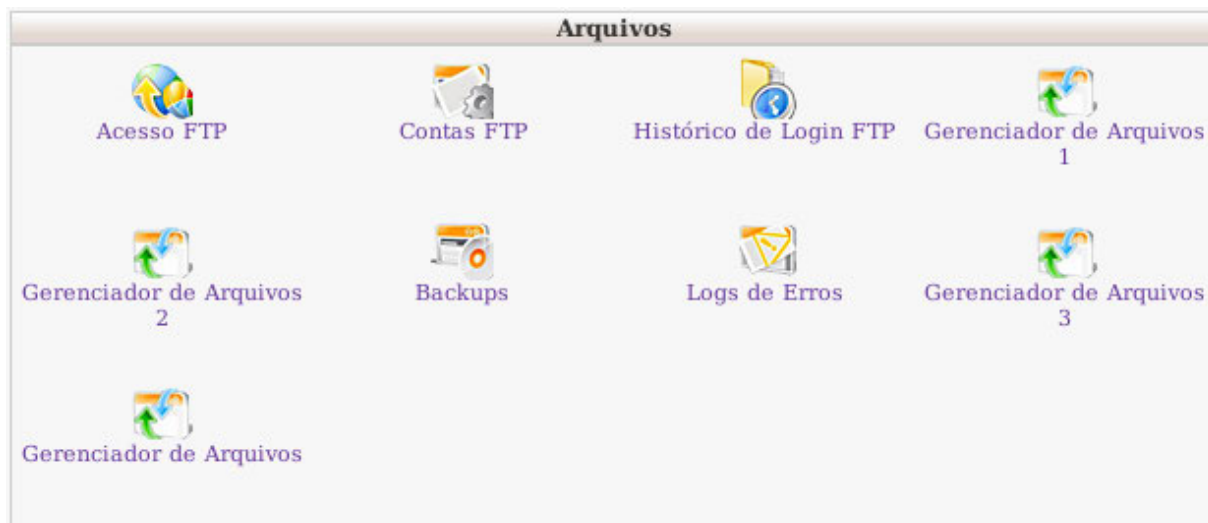 Arquivos
Acesso FTP
Contas FTP
Histórico de Login FTP
Gerenciador de Arquivos
1
Gerenciador de Arquivos
2
Backups
Logs de Erros
Gerenciador de Arquivos
3
Gerenciador de Arquivos